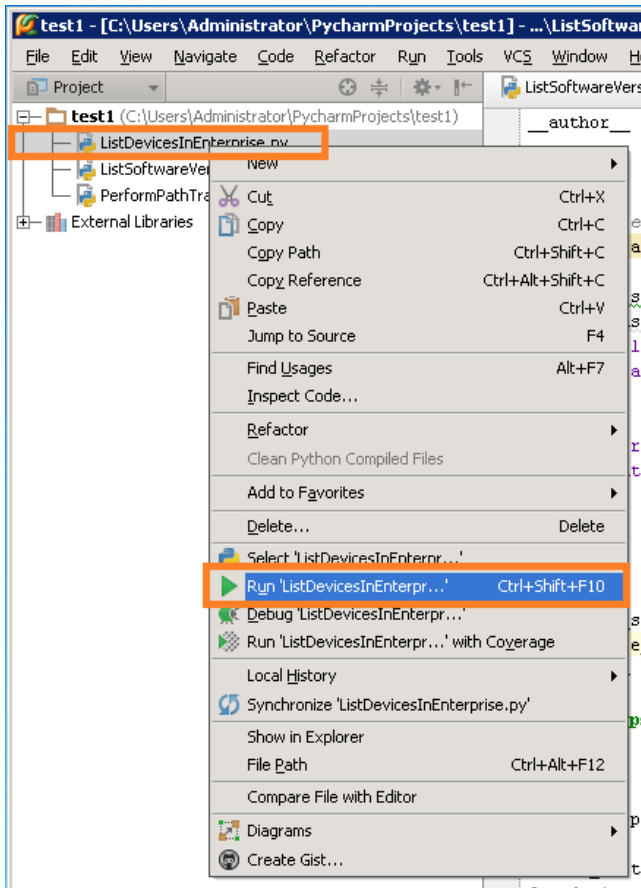 test1 - [C:\Users\Administrator\PycharmProjects\test1] - ...\ListSoftwar
File Edit View Navigate Code Refactor Run Tools VCS Window
Project
ListSoftwareVers
test1 (C:\Users\Administrator\PycharmProjects\test1)
__author__
ListDevicesInEnterprise.py
ListSoftwareVer
PerformPathTra
External Libraries
New
Cut Ctrl+X
Copy Ctrl+C
Copy Path Ctrl+Shift+C
Copy Reference Ctrl+Alt+Shift+C
Paste Ctrl+V
Jump to Source F4
Find Usages Alt+F7
Inspect Code...
Refactor
Clean Python Compiled Files
Add to Favorites
Delete... Delete
Select 'ListDevicesInEnterpr...'
Run 'ListDevicesInEnterpr...' Ctrl+Shift+F10
Debug 'ListDevicesInEnterpr...'
Run 'ListDevicesInEnterpr...' with Coverage
Local History
Synchronize 'ListDevicesInEnterprise.py'
Show in Explorer
File Path Ctrl+Alt+F12
Compare File with Editor
Diagrams
Create Gist...